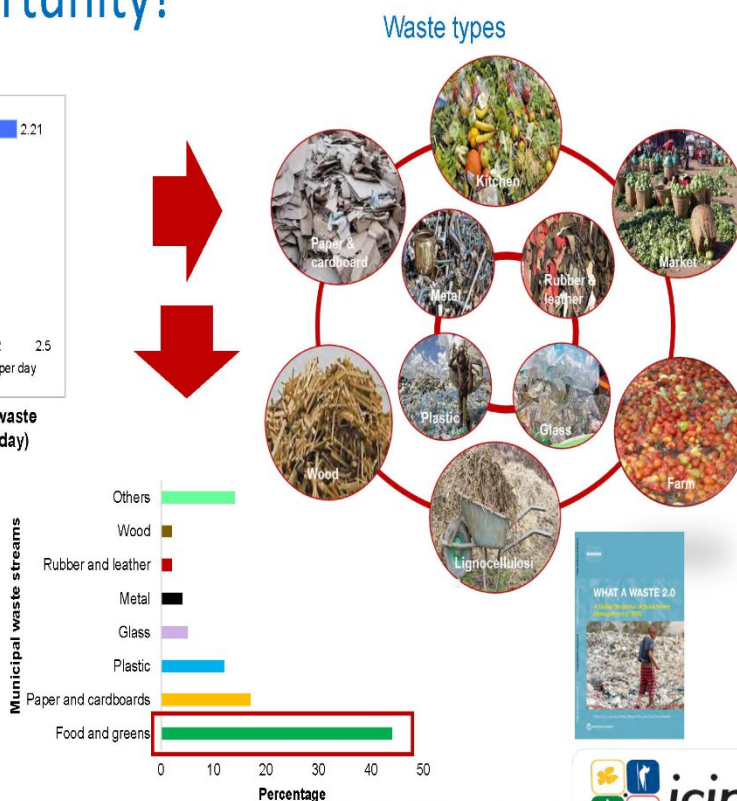 rtunity!
Waste types
2.21
2.5
per day
waste
day)
Kitchen
Paper &
cardboard
Market
Metal
Rubber &
leather
Plastic
Glass
Wood
Farm
Lignocellulosi
Municipal waste streams
Others
Wood
Rubber and leather
Metal
Glass
Plastic
Paper and cardboards
Food and greens
0 10 20 30 40 50
Percentage
WHAT A WASTE 2.0
icip